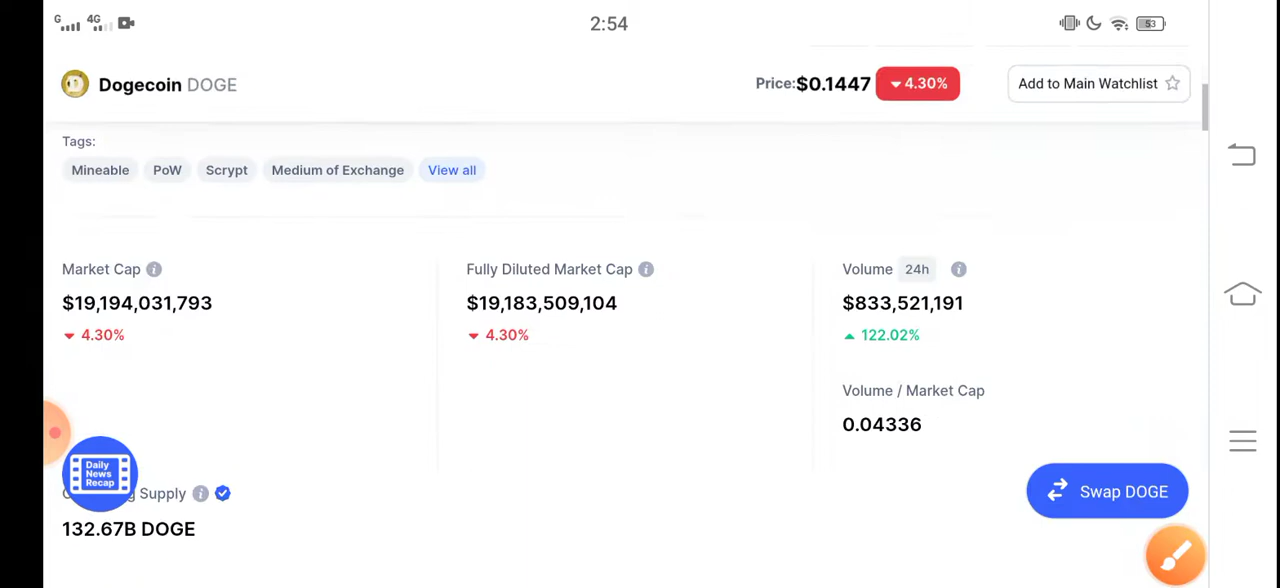 G 4G 2:54 53
Dogecoin DOGE Price:$0.1447 4.30% Add to Main Watchlist
Tags:
Mineable PoW Scrypt Medium of Exchange View all
Market Cap Fully Diluted Market Cap Volume 24h
$19,194,031,793 $19,183,509,104 $833,521,191
4.30% 4.30% 122.02%
Volume / Market Cap
0.04336
Daily
News
Recap
Supply
Swap DOGE
132.67B DOGE